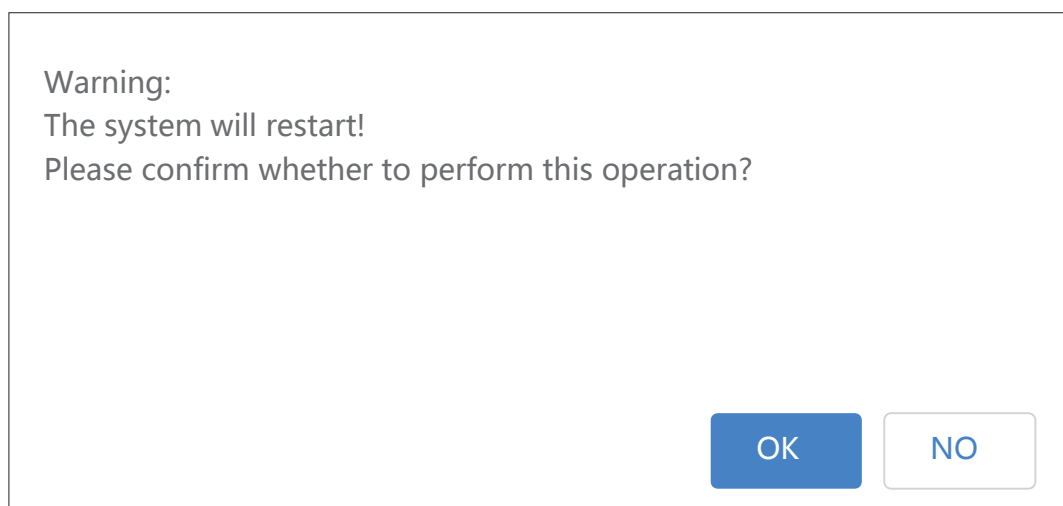 Warning:
The system will restart!
Please confirm whether to perform this operation?
OK
NO